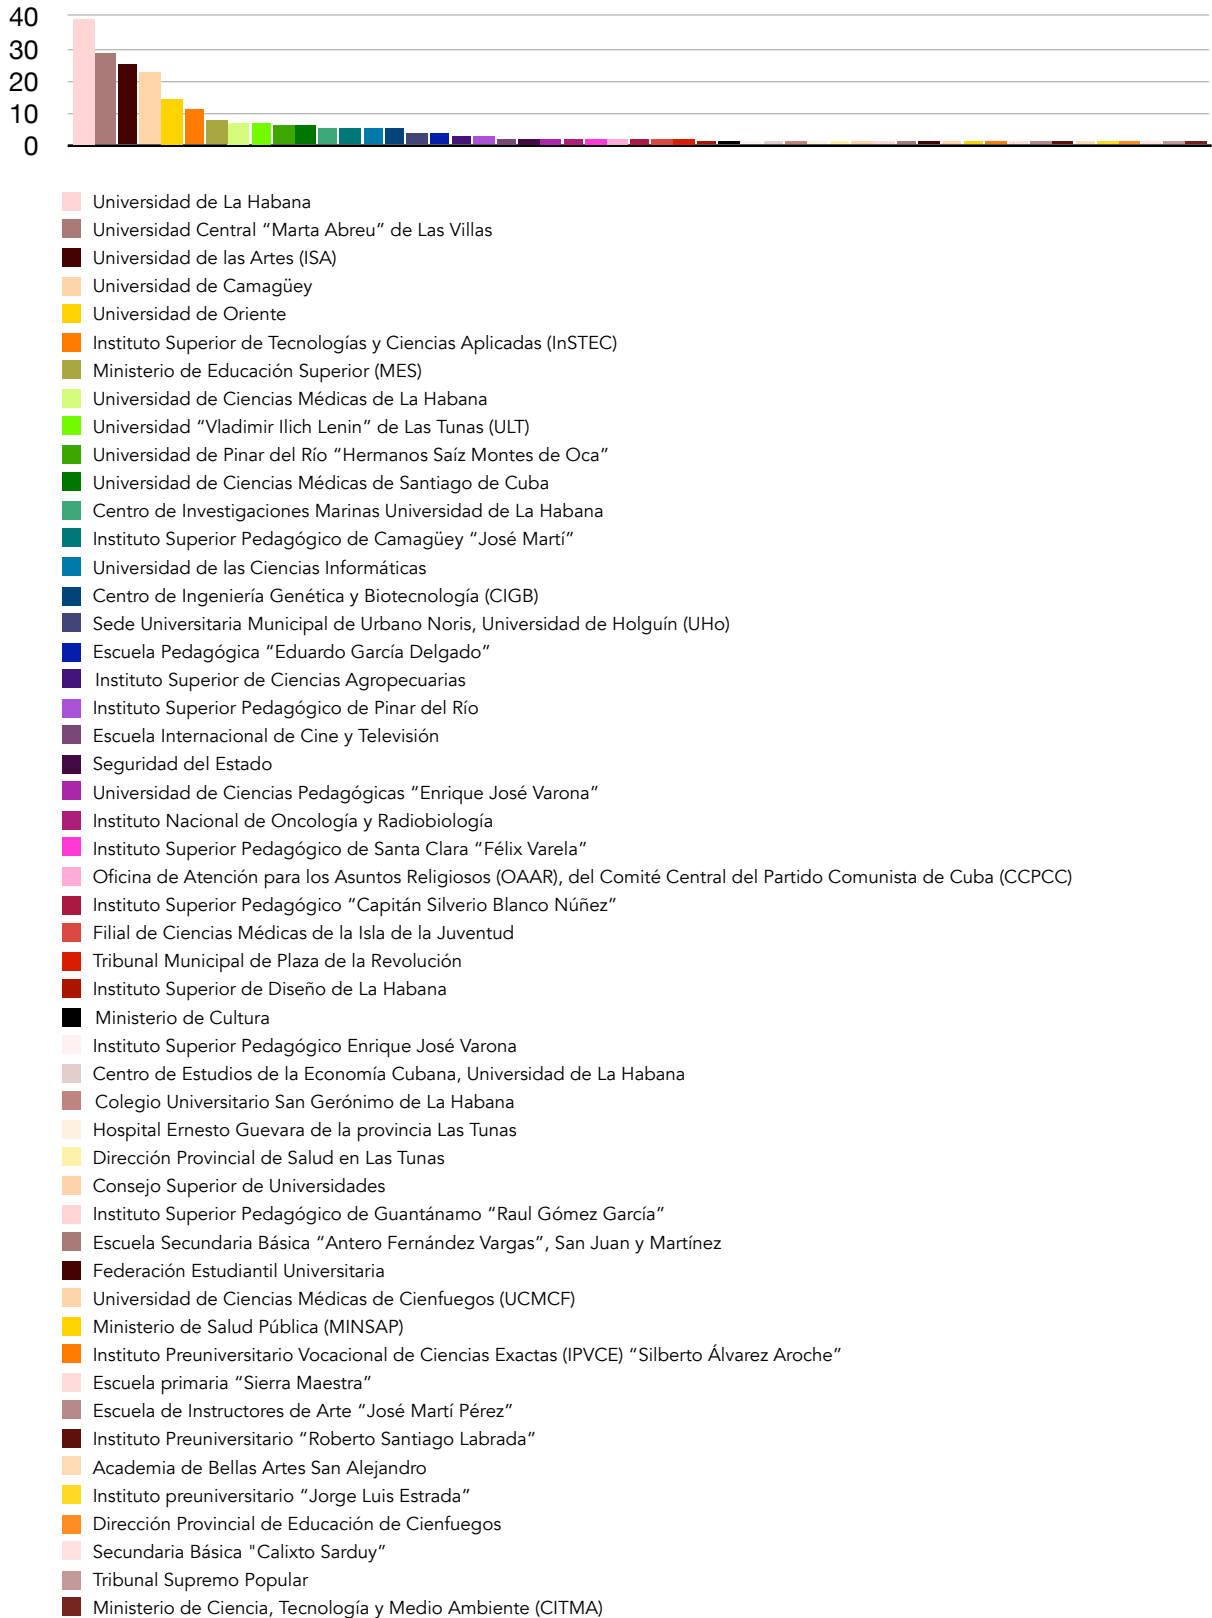 40
30
20
10
0
Universidad de La Habana
Universidad Central “Marta Abreu” de Las Villas
Universidad de las Artes (ISA)
Universidad de Camagüey
Universidad de Oriente
Instituto Superior de Tecnologías y Ciencias Aplicadas (InSTEC)
Ministerio de Educación Superior (MES)
Universidad de Ciencias Médicas de La Habana
Universidad “Vladimir Ilich Lenin” de Las Tunas (ULT)
Universidad de Pinar del Río “Hermanos Saíz Montes de Oca”
Universidad de Ciencias Médicas de Santiago de Cuba
Centro de Investigaciones Marinas Universidad de La Habana
Instituto Superior Pedagógico de Camagüey “José Martí”
Universidad de las Ciencias Informáticas
Centro de Ingeniería Genética y Biotecnología (CIGB)
Sede Universitaria Municipal de Urbano Noris, Universidad de Holguín (UHo)
Escuela Pedagógica “Eduardo García Delgado”
Instituto Superior de Ciencias Agropecuarias
Instituto Superior Pedagógico de Pinar del Río
Escuela Internacional de Cine y Televisión
Seguridad del Estado
Universidad de Ciencias Pedagógicas “Enrique José Varona”
Instituto Nacional de Oncología y Radiobiología
Instituto Superior Pedagógico de Santa Clara “Félix Varela”
Oficina de Atención para los Asuntos Religiosos (OAAR), del Comité Central del Partido Comunista de Cuba (CCPCC)
Instituto Superior Pedagógico “Capitán Silverio Blanco Núñez”
Filial de Ciencias Médicas de la Isla de la Juventud
Tribunal Municipal de Plaza de la Revolución
Instituto Superior de Diseño de La Habana
Ministerio de Cultura
Instituto Superior Pedagógico Enrique José Varona
Centro de Estudios de la Economía Cubana, Universidad de La Habana
Colegio Universitario San Gerónimo de La Habana
Hospital Ernesto Guevara de la provincia Las Tunas
Dirección Provincial de Salud en Las Tunas
Consejo Superior de Universidades
Instituto Superior Pedagógico de Guantánamo “Raul Gómez García”
Escuela Secundaria Básica “Antero Fernández Vargas”, San Juan y Martínez
Federación Estudiantil Universitaria
Universidad de Ciencias Médicas de Cienfuegos (UCMCF)
Ministerio de Salud Pública (MINSAP)
Instituto Preuniversitario Vocacional de Ciencias Exactas (IPVCE) “Silberto Álvarez Aroche”
Escuela primaria “Sierra Maestra”
Escuela de Instructores de Arte “José Martí Pérez”
Instituto Preuniversitario “Roberto Santiago Labrada”
Academia de Bellas Artes San Alejandro
Instituto preuniversitario “Jorge Luis Estrada”
Dirección Provincial de Educación de Cienfuegos
Secundaria Básica "Calixto Sarduy”
Tribunal Supremo Popular
Ministerio de Ciencia, Tecnología y Medio Ambiente (CITMA)